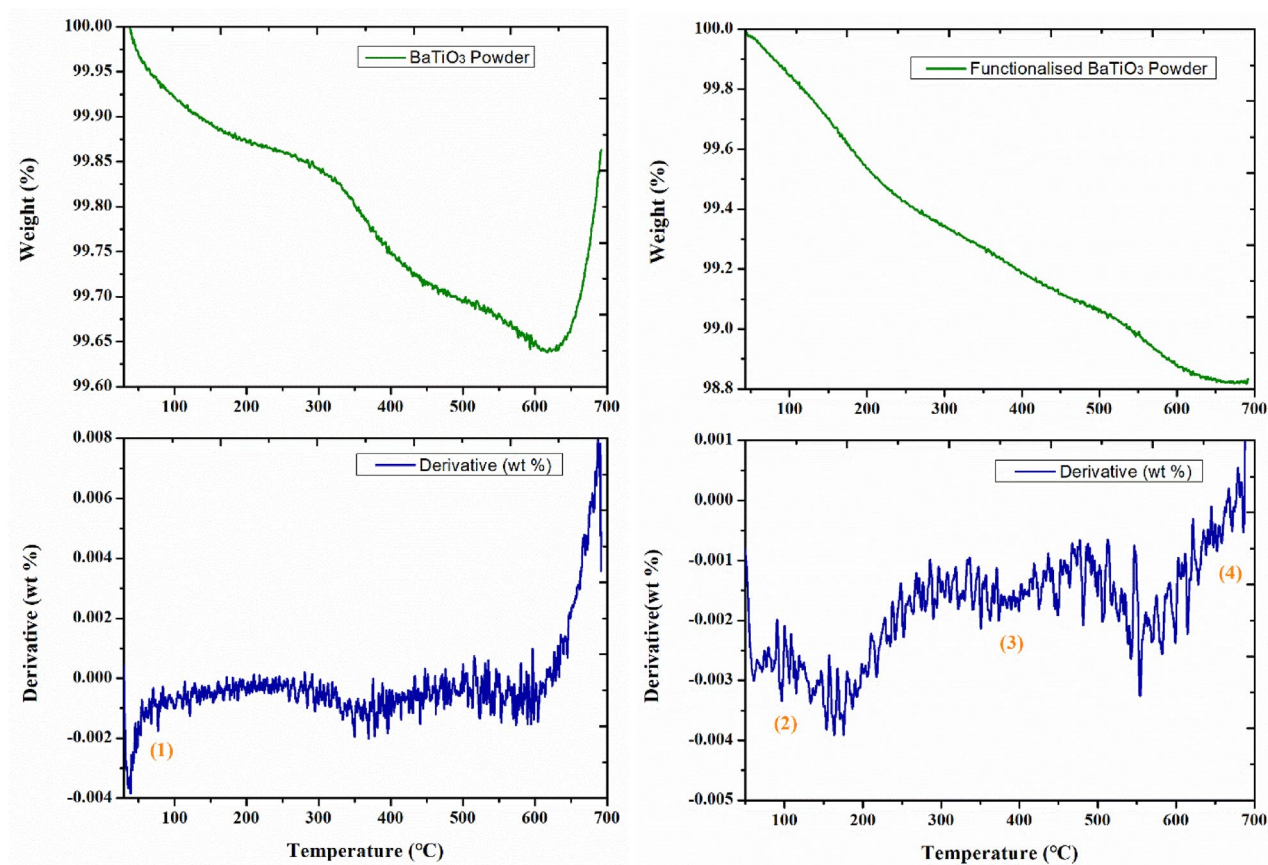 100.00
99.95
99.90
99.85
99.80
99.75
99.70
99.65
99.60
Weight (%)
BaTiO3 Powder
100 200 300 400 500 600 700
100.0
99.8
99.6
99.4
99.2
99.0
98.8
Weight (%)
Functionalised BaTiO3 Powder
100 200 300 400 500 600 700
0.008
0.006
0.004
0.002
0.000
-0.002
-0.004
Derivative (wt %)
Derivative (wt %)
(1)
100 200 300 400 500 600 700
Temperature (°C)
0.001
0.000
-0.001
-0.002
-0.003
-0.004
-0.005
Derivative(wt %)
Derivative (wt %)
(2)
(3)
(4)
100 200 300 400 500 600 700
Temperature (°C)